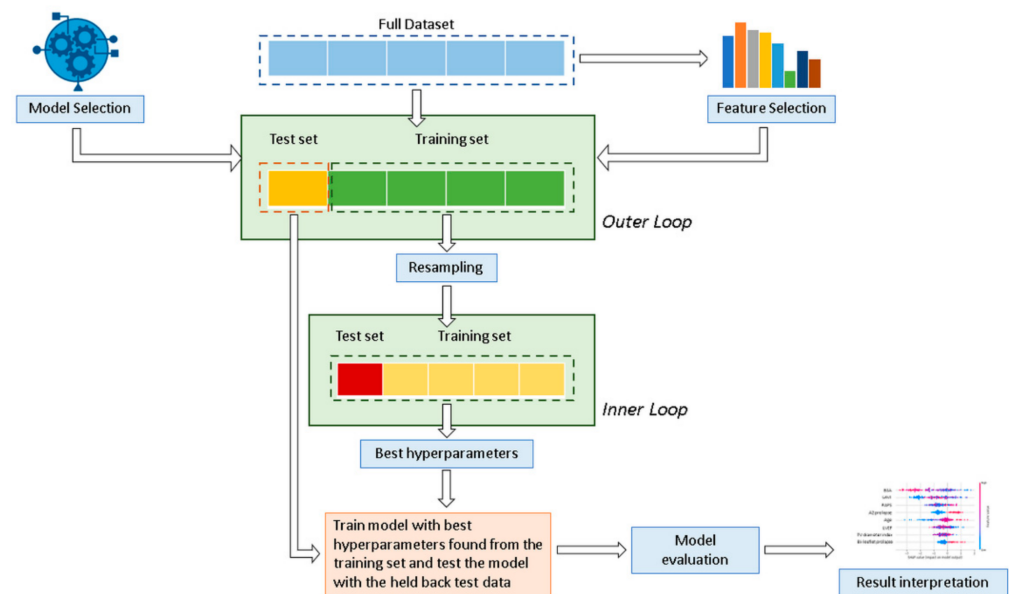 Full Dataset
Model Selection
Feature Selection
Test set
Training set
Outer Loop
Resampling
Test set
Training set
Inner Loop
Best hyperparameters
Train model with best
hyperparameters found from the
training set and test the model
with the held back test data
Model
evaluation
Age
Result interpretation